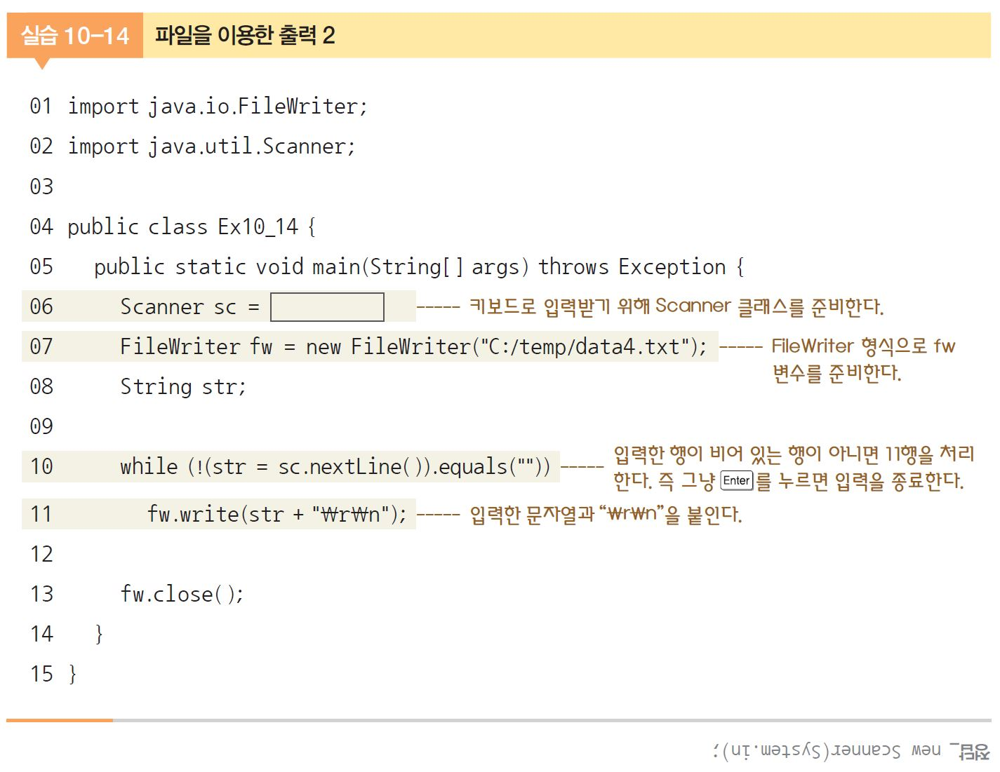 실습 10-14 파일을 이용한 출력 2
01 import java.io.FileWriter;
02 import java.util.Scanner;
03
04 public class Ex10_14 {
05 public static void main(String[] args) throws Exception {
06 Scanner sc = ----- 키보드로 입력받기 위해 Scanner 클래스를 준비한다.
07 FileWriter fw = new FileWriter("C:/temp/data4.txt"); ----- FileWriter 형식으로 fw
변수를 준비한다.
08 String str;
09
10 while (!(str = sc.nextLine()).equals("")) ----- 입력한 행이 비어 있는 행이 아니면 11행을 처리
한다. 즉 그냥 Enter를 누르면 입력을 종료한다.
11 fw.write(str + "₩r₩n"); ----- 입력한 문자열과 “₩r₩n”을 붙인다.
12
13 fw.close();
14 }
15 }
정답_ new Scanner(System.in);